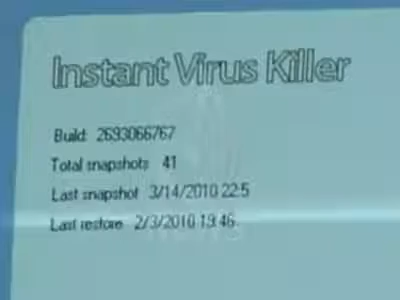 Instant Virus Killer
Build: 2693066767
Total snapshots 41
Last snapshot 3/14/2010 22:5
Last restore 2/3/2010 19:46